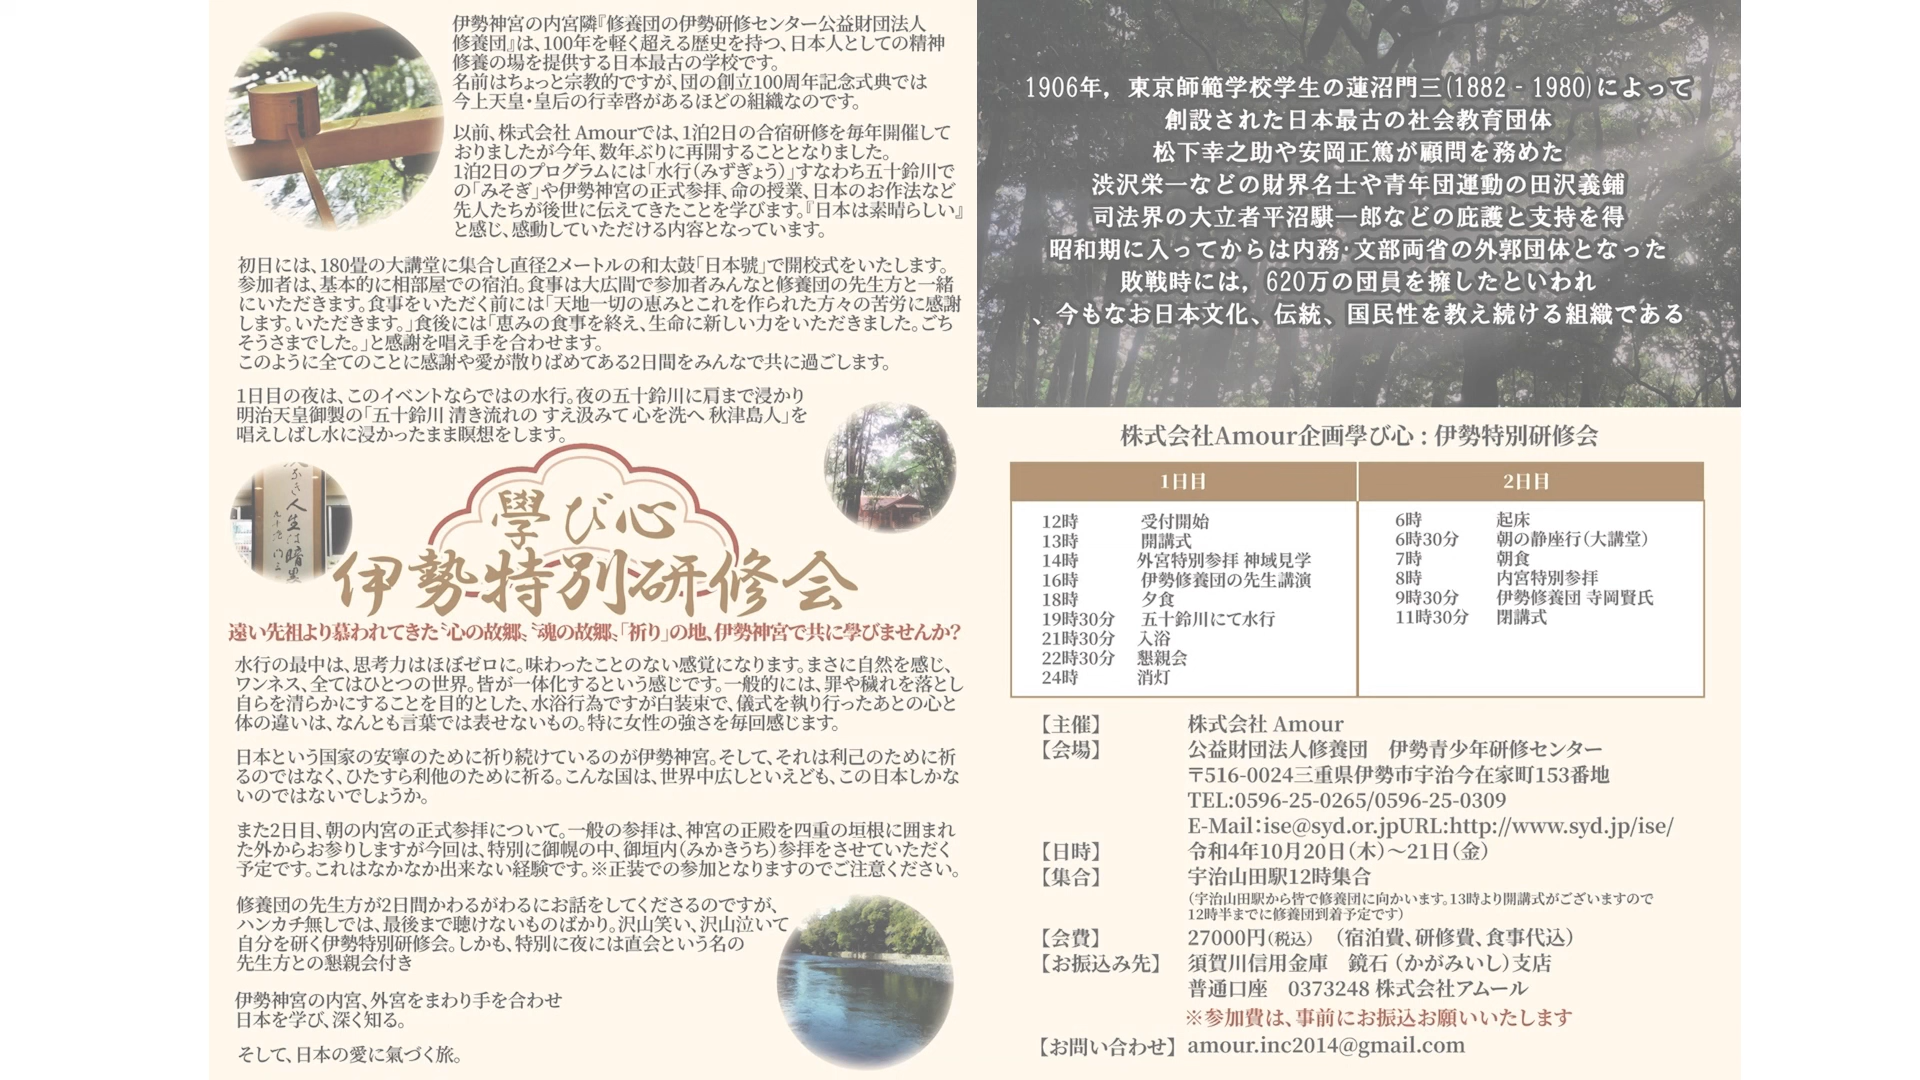 伊勢神宮の内宮隣『修養団の伊勢研修センター公益財団法人
修養団』は、100年を軽く超える歴史を持つ、日本人としての精神
修養の場を提供する日本最古の学校です。
名前はちょっと宗教的ですが、団の創立100周年記念式典では
今上天皇・皇后の行幸啓があるほどの組織なのです。
以前、株式会社 Amourでは、1泊2日の合宿研修を毎年開催して
おりましたが今年、数年ぶりに再開することとなりました。
1泊2日のプログラムには「水行(みずぎょう)」すなわち五十鈴川で
の「みそぎ」や伊勢神宮の正式参拝、命の授業、日本のお作法など
先人たちが後世に伝えてきたことを学びます。『日本は素晴らしい』
と感じ、感動していただける内容となっています。
初日には、180畳の大講堂に集合し直径2メートルの和太鼓「日本號」で開校式をいたします。
参加者は、基本的に相部屋での宿泊。食事は大広間で参加者みんなと修養団の先生方と一緒
にいただきます。食事をいただく前には「天地一切の恵みとこれを作られた方々の苦労に感謝
します。いただきます。」食後には「恵みの食事を終え、生命に新しい力をいただきました。ごち
そうさまでした。」と感謝を唱え手を合わせます。
このように全てのことに感謝や愛が散りばめてある2日間をみんなで共に過ごします。
1日目の夜は、このイベントならではの水行。夜の五十鈴川に肩まで浸かり
明治天皇御製の「五十鈴川 清き流れの すえ汲みて 心を洗へ 秋津島人」を
唱えしばし水に浸かったまま瞑想をします。
學び心
伊勢特別研修会
遠い先祖より慕われてきた〝心の故郷〟〝魂の故郷〟「祈り」の地、伊勢神宮で共に學びませんか?
水行の最中は、思考力はほぼゼロに。味わったことのない感覚になります。まさに自然を感じ、
ワンネス、全てはひとつの世界。皆が一体化するという感じです。一般的には、罪や穢れを落とし
自らを清らかにすることを目的とした、水浴行為ですが白装束で、儀式を執り行ったあとの心と
体の違いは、なんとも言葉では表せないもの。特に女性の強さを毎回感じます。
日本という国家の安寧のために祈り続けているのが伊勢神宮。そして、それは利己のために祈
るのではなく、ひたすら利他のために祈る。こんな国は、世界中広しといえども、この日本しかな
いのではないでしょうか。
また2日目、朝の内宮の正式参拝について。一般の参拝は、神宮の正殿を四重の垣根に囲まれ
た外からお参りしますが今回は、特別に御幌の中、御垣内(みかきうち)参拝をさせていただく
予定です。これはなかなか出来ない経験です。※正装での参加となりますのでご注意ください。
修養団の先生方が2日間かわるがわるにお話をしてくださるのですが、
ハンカチ無しでは、最後まで聴けないものばかり。沢山笑い、沢山泣いて
自分を研く伊勢特別研修会。しかも、特別に夜には直会という名の
先生方との懇親会付き
伊勢神宮の内宮、外宮をまわり手を合わせ
日本を学び、深く知る。
そして、日本の愛に氣づく旅。
1906年，東京師範学校学生の蓮沼門三(1882‐1980)によって
創設された日本最古の社会教育団体
松下幸之助や安岡正篤が顧問を務めた
渋沢栄一などの財界名士や青年団運動の田沢義鋪
司法界の大立者平沼騏一郎などの庇護と支持を得
昭和期に入ってからは内務·文部両省の外郭団体となった
敗戦時には，620万の団員を擁したといわれ
、今もなお日本文化、伝統、国民性を教え続ける組織である
株式会社Amour企画學び心：伊勢特別研修会
1日目
12時 受付開始
13時 開講式
14時 外宮特別参拝 神域見学
16時 伊勢修養団の先生講演
18時 夕食
19時30分 五十鈴川にて水行
21時30分 入浴
22時30分 懇親会
24時 消灯
2日目
6時 起床
6時30分 朝の静座行(大講堂)
7時 朝食
8時 内宮特別参拝
9時30分 伊勢修養団 寺岡賢氏
11時30分 閉講式
【主催】 株式会社 Amour
【会場】 公益財団法人修養団 伊勢青少年研修センター
〒516-0024三重県伊勢市宇治今在家町153番地
TEL:0596-25-0265/0596-25-0309
E-Mail：ise@syd.or.jpURL:http://www.syd.jp/ise/
【日時】 令和4年10月20日(木)～21日(金)
【集合】 宇治山田駅12時集合
(宇治山田駅から皆で修養団に向かいます。13時より開講式がございますので
12時半までに修養団到着予定です)
【会費】 27000円(税込) (宿泊費、研修費、食事代込)
【お振込み先】 須賀川信用金庫 鏡石(かがみいし)支店
普通口座 0373248 株式会社アムール
※参加費は、事前にお振込お願いいたします
【お問い合わせ】 amour.inc2014@gmail.com